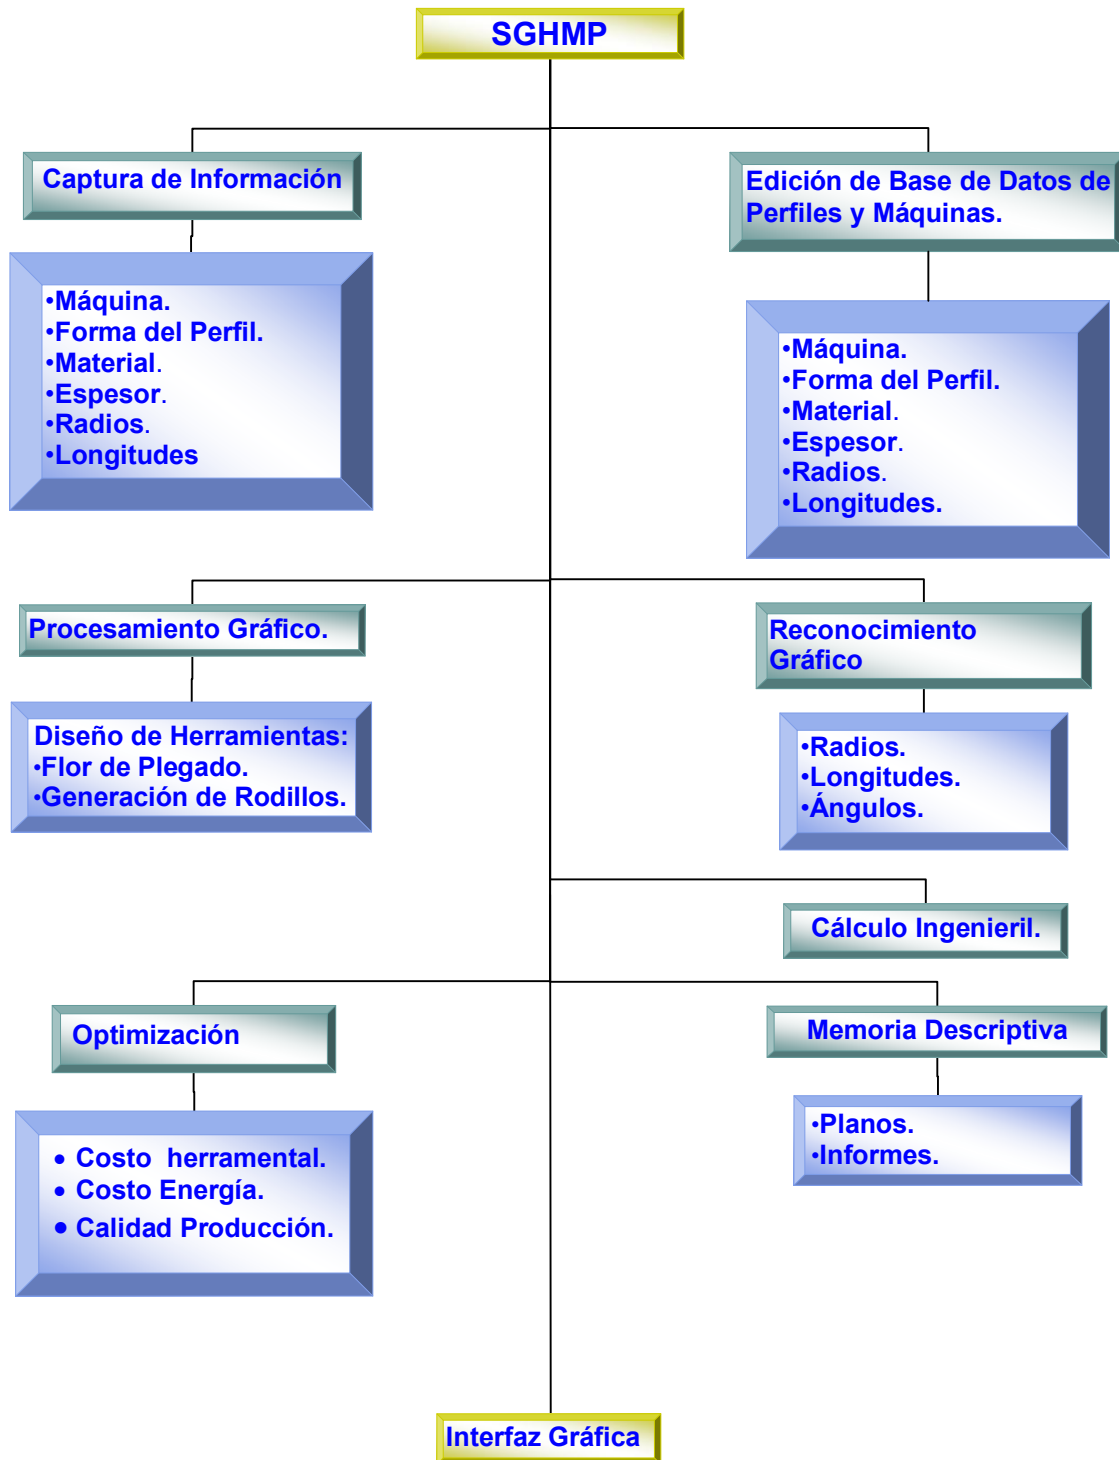 SGHMP
Captura de Información
•Máquina.
•Forma del Perfil.
•Material.
•Espesor.
•Radios.
•Longitudes
Edición de Base de Datos de
Perfiles y Máquinas.
•Máquina.
•Forma del Perfil.
•Material.
•Espesor.
•Radios.
•Longitudes.
Procesamiento Gráfico.
Diseño de Herramientas:
•Flor de Plegado.
•Generación de Rodillos.
Reconocimiento
Gráfico
•Radios.
•Longitudes.
•Ángulos.
Cálculo Ingenieril.
Optimización
• Costo herramental.
• Costo Energía.
• Calidad Producción.
Memoria Descriptiva
•Planos.
•Informes.
Interfaz Gráfica